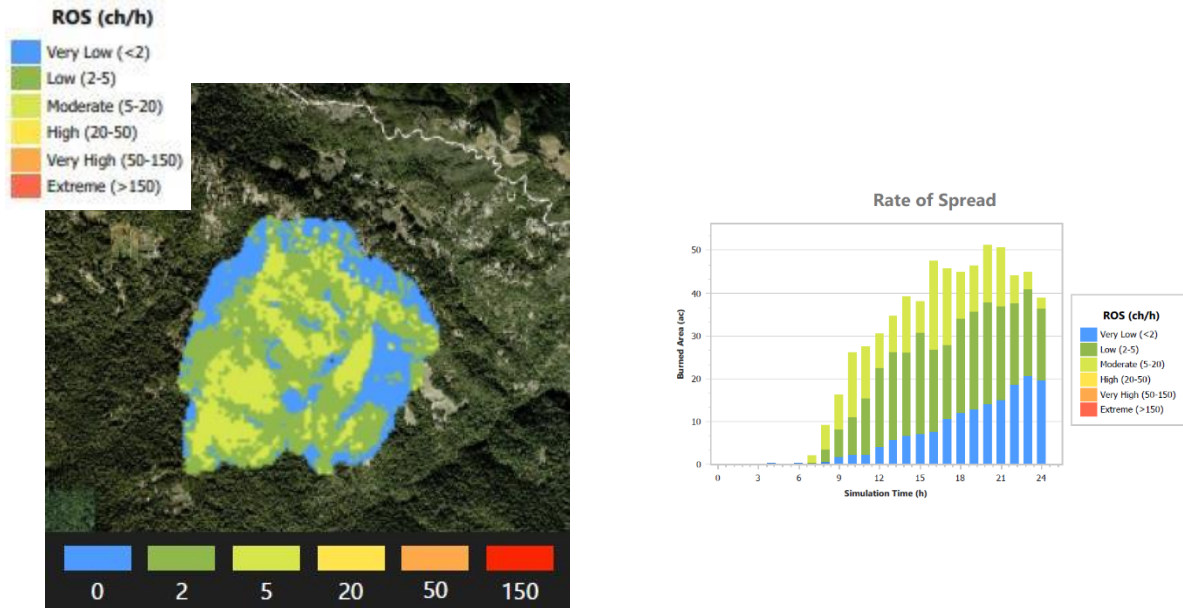 ROS (ch/h)
Very Low (<2)
Low (2-5)
Moderate (5-20)
High (20-50)
Very High (50-150)
Extreme (>150)
0 2 5 20 50 150
Rate of Spread
Burned Area (ac)
50
40
30
20
10
0
0 3 6 9 12 15 18 21 24
Simulation Time (h)
ROS (ch/h)
Very Low (<2)
Low (2-5)
Moderate (5-20)
High (20-50)
Very High (50-150)
Extreme (>150)